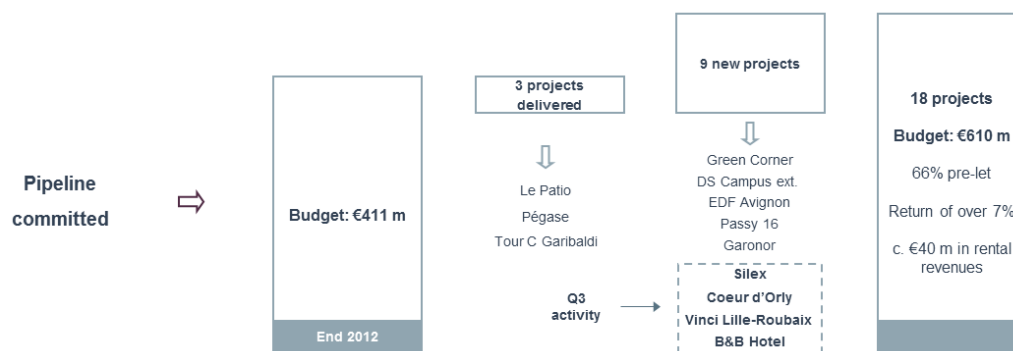 Pipeline
committed
Budget: €411 m
End 2012
3 projects
delivered
Le Patio
Pégase
Tour C Garibaldi
9 new projects
Green Corner
DS Campus ext.
EDF Avignon
Passy 16
Garonor
Q3
activity
Silex
Coeur d'Orly
Vinci Lille-Roubaix
B&B Hotel
18 projects
Budget: €610 m
66% pre-let
Return of over 7%
c. €40 m in rental
revenues